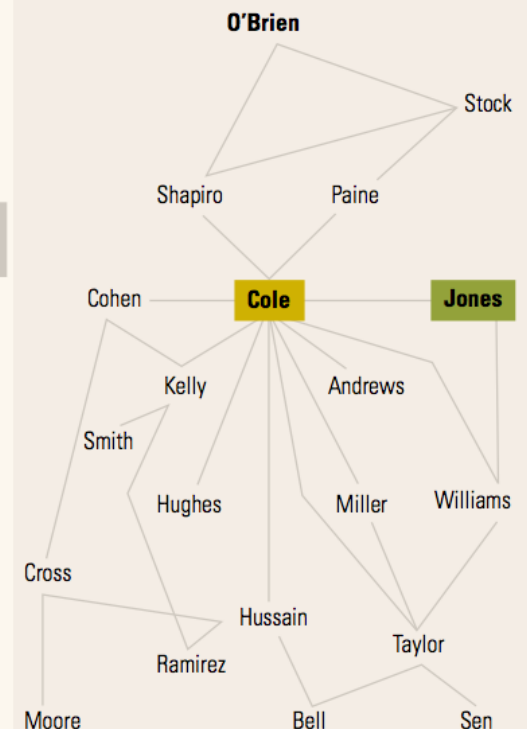 O'Brien
Stock
Shapiro
Paine
Cohen
Cole
Jones
Kelly
Andrews
Smith
Hughes
Miller
Williams
Cross
Hussain
Taylor
Ramirez
Moore
Bell
Sen